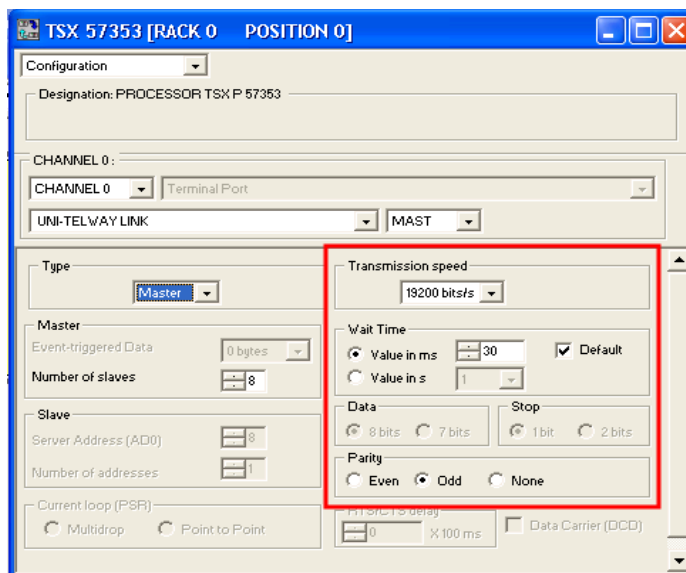 TSX 57353 [RACK 0 POSITION 0]
Configuration
Designation: PROCESSOR TSX P 57353
CHANNEL 0 :
CHANNEL 0 Terminal Port
UNI-TELWAY LINK MAST
Type
Master
Master
Event-triggered Data 0 bytes
Number of slaves 8
Slave
Server Address (AD0) 8
Number of addresses 1
Current loop (PSR)
Multidrop Point to Point
Transmission speed
19200 bits/s
Wait Time
Value in ms 30 Default
Value in s 1
Data
8 bits 7 bits
Stop
1bit 2 bits
Parity
Even Odd None
RTS/CTS delay
0 X 100 ms Data Carrier (DCD)